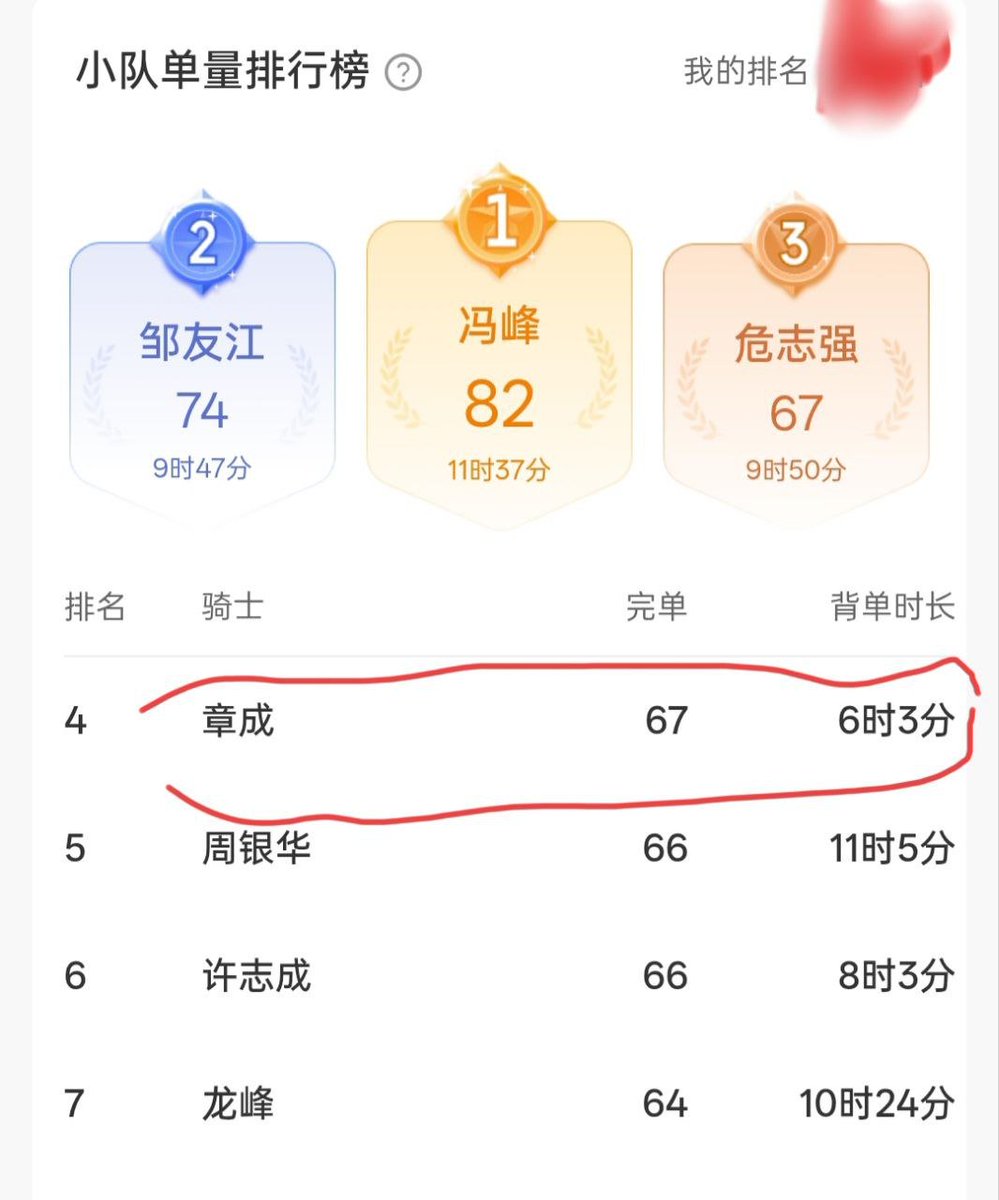 小队单量排行榜 ? 我的排名
2 1 3
邹友江 冯峰 危志强
74 82 67
9时47分 11时37分 9时50分
排名 骑士 完单 背单时长
4 章成 67 6时3分
5 周银华 66 11时5分
6 许志成 66 8时3分
7 龙峰 64 10时24分